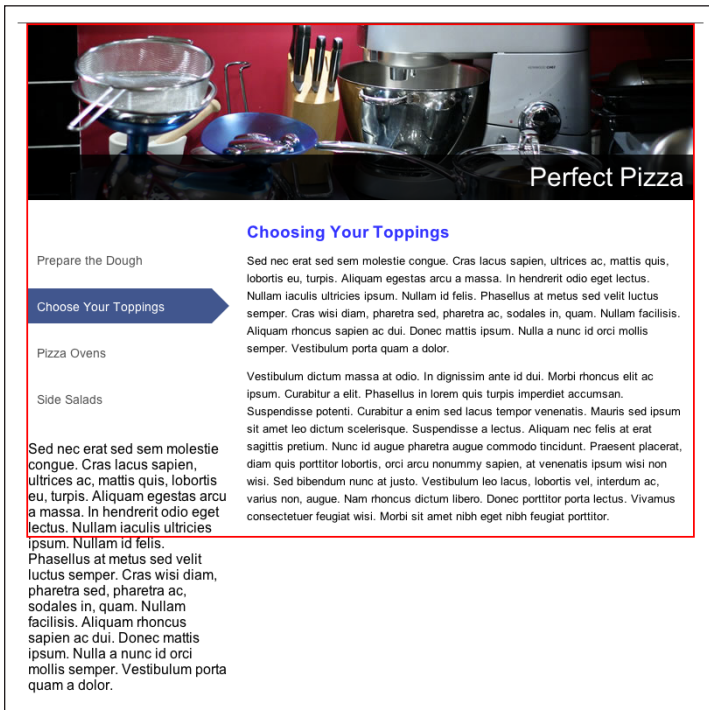 Perfect Pizza
Prepare the Dough
Choose Your Toppings
Pizza Ovens
Side Salads
Sed nec erat sed sem molestie
congue. Cras lacus sapien,
ultrices ac, mattis quis, lobortis
eu, turpis. Aliquam egestas arcu
a massa. In hendrerit odio eget
lectus. Nullam iaculis ultricies
ipsum. Nullam id felis.
Phasellus at metus sed velit
luctus semper. Cras wisi diam,
pharetra sed, pharetra ac,
sodales in, quam. Nullam
facilisis. Aliquam rhoncus
sapien ac dui. Donec mattis
ipsum. Nulla a nunc id orci
mollis semper. Vestibulum porta
quam a dolor.
Choosing Your Toppings
Sed nec erat sed sem molestie congue. Cras lacus sapien, ultrices ac, mattis quis,
lobortis eu, turpis. Aliquam egestas arcu a massa. In hendrerit odio eget lectus.
Nullam iaculis ultricies ipsum. Nullam id felis. Phasellus at metus sed velit luctus
semper. Cras wisi diam, pharetra sed, pharetra ac, sodales in, quam. Nullam facilisis.
Aliquam rhoncus sapien ac dui. Donec mattis ipsum. Nulla a nunc id orci mollis
semper. Vestibulum porta quam a dolor.
Vestibulum dictum massa at odio. In dignissim ante id dui. Morbi rhoncus elit ac
ipsum. Curabitur a elit. Phasellus in lorem quis turpis imperdiet accumsan.
Suspendisse potenti. Curabitur a enim sed lacus tempor venenatis. Mauris sed ipsum
sit amet leo dictum scelerisque. Suspendisse a lectus. Aliquam nec felis at erat
sagittis pretium. Nunc id augue pharetra augue commodo tincidunt. Praesent placerat,
diam quis porttitor lobortis, orci arcu nonummy sapien, at venenatis ipsum wisi non
wisi. Sed bibendum nunc at justo. Vestibulum leo lacus, lobortis vel, interdum ac,
varius non, augue. Nam rhoncus dictum libero. Donec porttitor porta lectus. Vivamus
consectetuer feugiat wisi. Morbi sit amet nibh eget nibh feugiat porttitor.